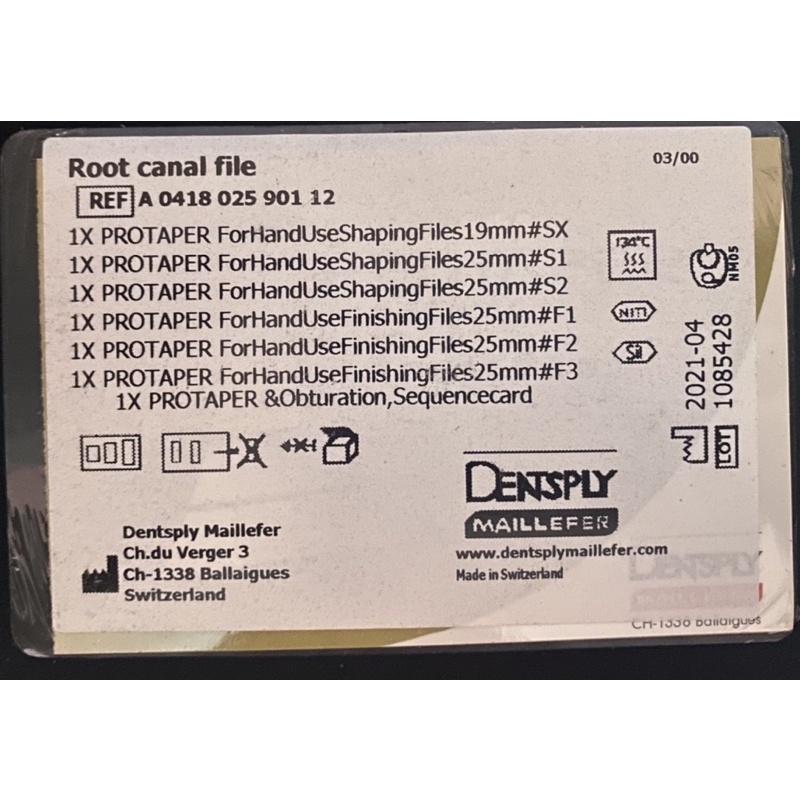 Root canal file
03/00
REF A 0418 025 901 12
1X PROTAPER ForHandUseShapingFiles19mm#SX
1X PROTAPER ForHandUseShapingFiles25mm#S1
1X PROTAPER ForHandUseShapingFiles25mm#S2
1X PROTAPER ForHandUseFinishingFiles25mm#F1
1X PROTAPER ForHandUseFinishingFiles25mm#F2
1X PROTAPER ForHandUseFinishingFiles25mm#F3
1X PROTAPER &Obturation,Sequencecard
134°C
NITI
Sil
NM05
2021-04
1085428
LOT
DENTSPLY
MAILLEFER
www.dentsplymaillefer.com
Made in Switzerland
Dentsply Maillefer
Ch.du Verger 3
Ch-1338 Ballaigues
Switzerland
DENTSPLY
MAILLEFER
CH-1338 Ballaigues